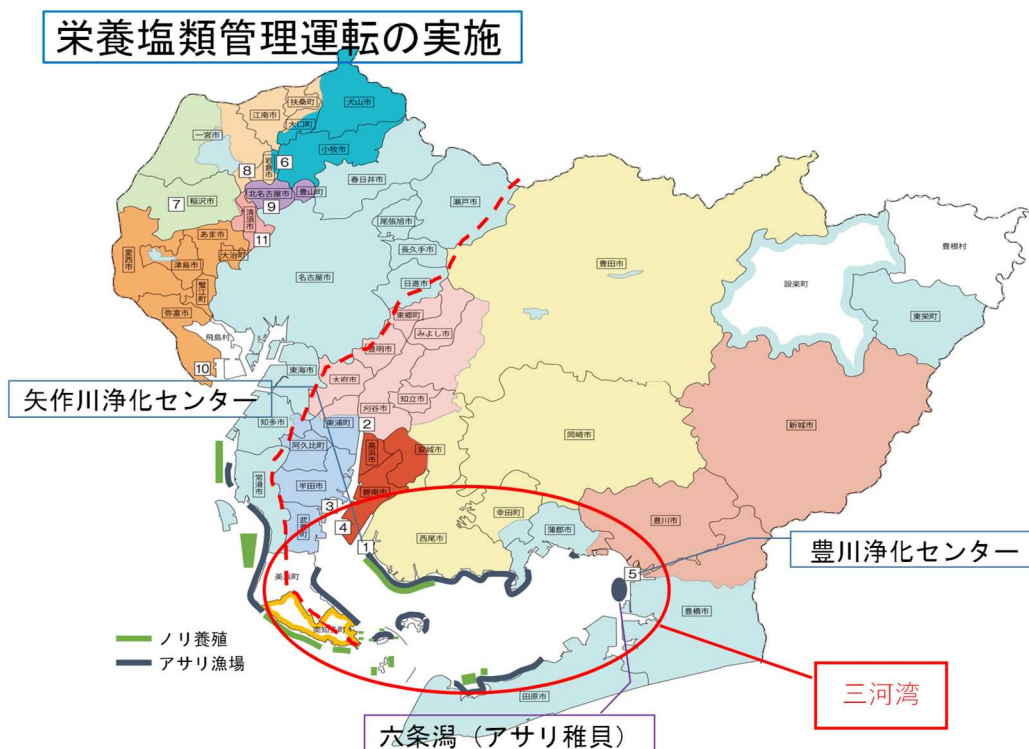 栄養塩類管理運転の実施
犬山市
扶桑町
江南市
大口町
一宮市
小牧市
岩倉市
8
6
春日井市
瀬戸市
北名古屋市
豊山町
7
稲沢市
9
尾張旭市
清須市
11
あま市
長久手市
大治町
愛西市
津島市
名古屋市
豊田市
豊根村
設楽町
日進市
蟹江町
東栄町
弥富市
東郷町
飛島村
みよし市
豊明市
10
東海市
大府市
矢作川浄化センター
知立市
刈谷市
知多市
東浦町
2
新城市
岡崎市
阿久比町
高浜市
安城市
常滑市
半田市
碧南市
3
幸田町
豊川市
武豊町
4
蒲郡市
西尾市
1
豊川浄化センター
5
美浜町
豊橋市
南知多町
ノリ養殖
アサリ漁場
三河湾
田原市
六条潟（アサリ稚貝）